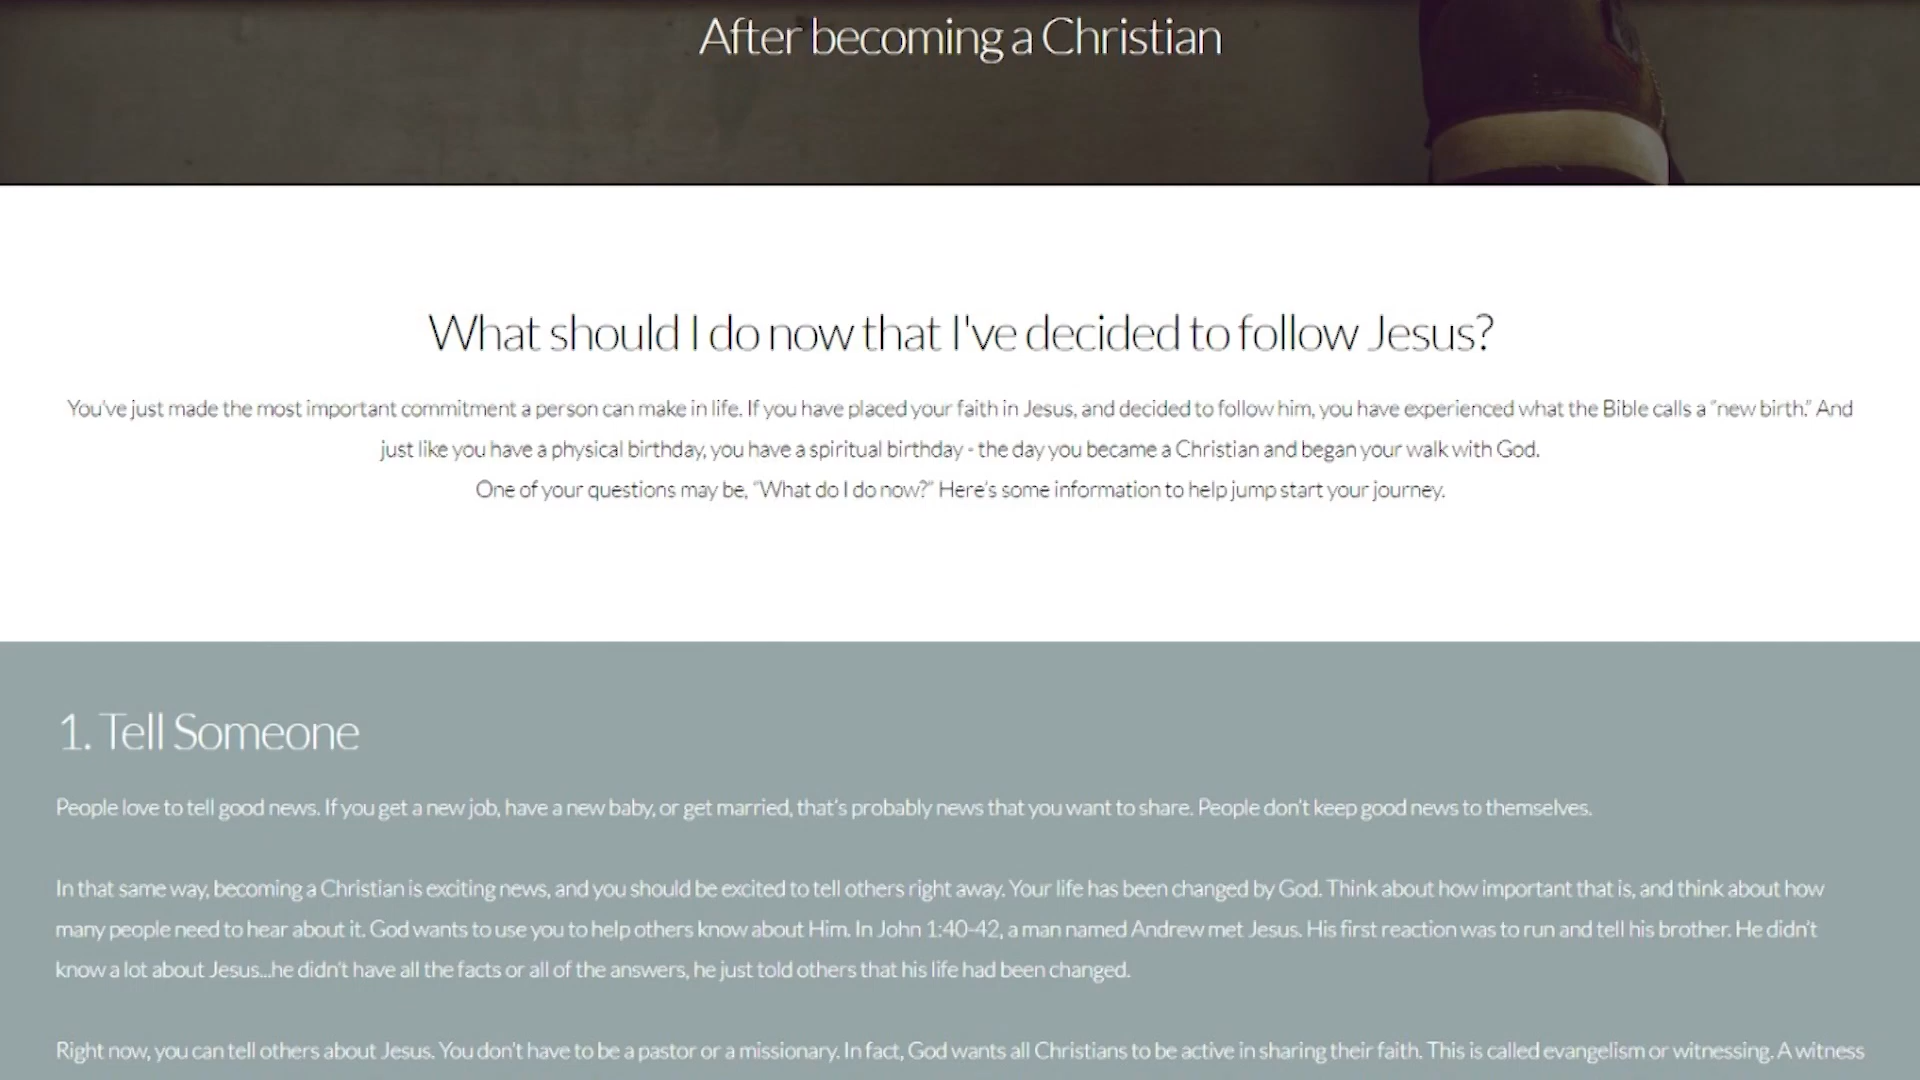 After becoming a Christian
What should I do now that I've decided to follow Jesus?
You've just made the most important commitment a person can make in life. If you have placed your faith in Jesus, and decided to follow him, you have experienced what the Bible calls a “new birth.” And
just like you have a physical birthday, you have a spiritual birthday - the day you became a Christian and began your walk with God.
One of your questions may be, “What do I do now?” Here’s some information to help jump start your journey.
1. Tell Someone
People love to tell good news. If you get a new job, have a new baby, or get married, that’s probably news that you want to share. People don’t keep good news to themselves.
In that same way, becoming a Christian is exciting news, and you should be excited to tell others right away. Your life has been changed by God. Think about how important that is, and think about how
many people need to hear about it. God wants to use you to help others know about Him. In John 1:40-42, a man named Andrew met Jesus. His first reaction was to run and tell his brother. He didn’t
know a lot about Jesus...he didn’t have all the facts or all of the answers, he just told others that his life had been changed.
Right now, you can tell others about Jesus. You don’t have to be a pastor or a missionary. In fact, God wants all Christians to be active in sharing their faith. This is called evangelism or witnessing. A witness